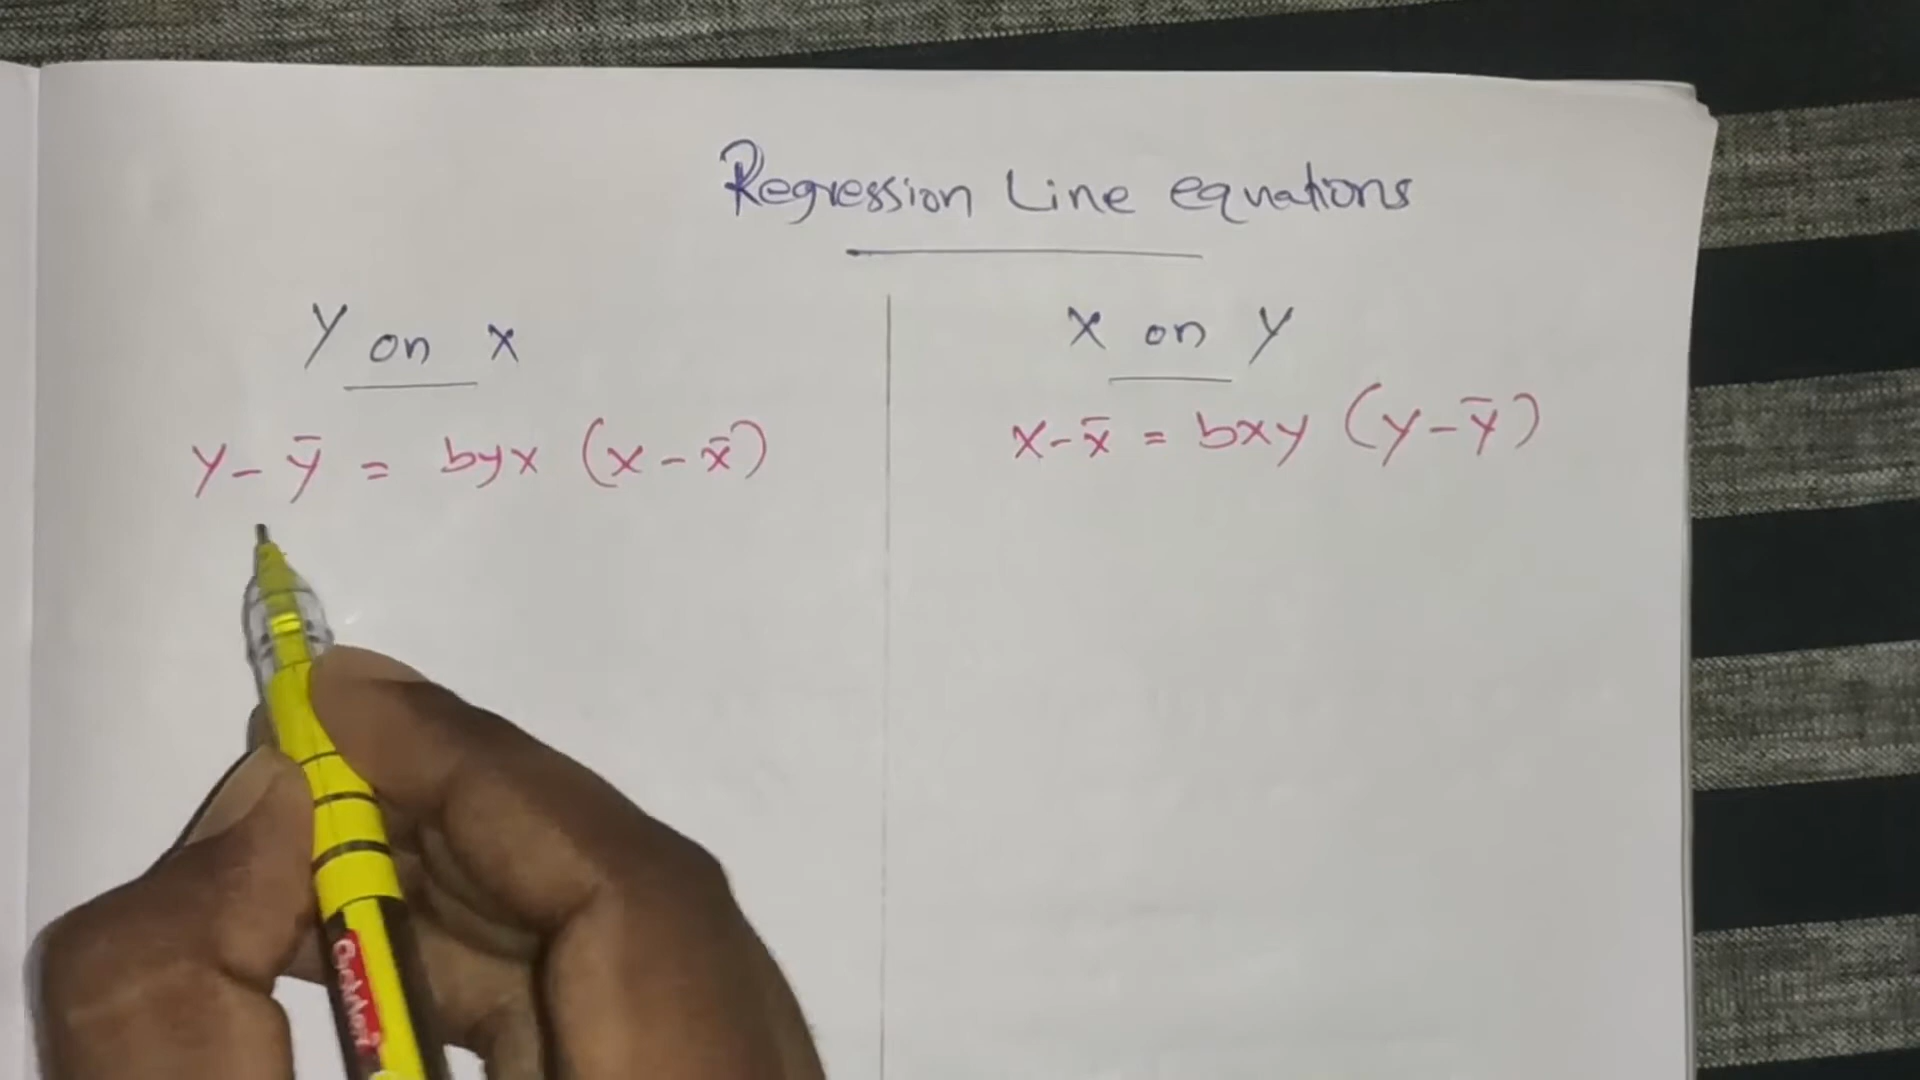 Regression Line equations
Y on X
y - ȳ = byx (x - x̄)
X on Y
x - x̄ = bxy (y - ȳ)